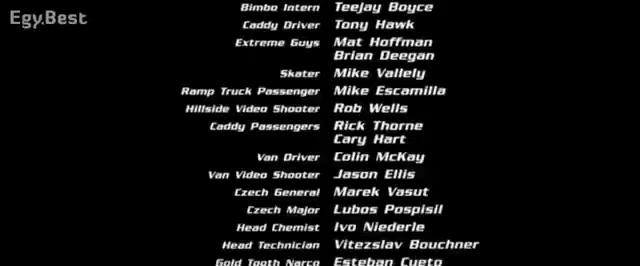 Egy.Best
Bimbo Intern Teejay Boyce
Caddy Driver Tony Hawk
Extreme Guys Mat Hoffman
Brian Deegan
Skater Mike Vallely
Ramp Truck Passenger Mike Escamilla
Hillside Video Shooter Rob Wells
Caddy Passengers Rick Thorne
Cary Hart
Van Driver Colin McKay
Van Video Shooter Jason Ellis
Czech General Marek Vasut
Czech Major Lubos Pospisil
Head Chemist Ivo Niederle
Head Technician Vitezslav Bouchner
Gold Tooth Narco Esteban Cueto